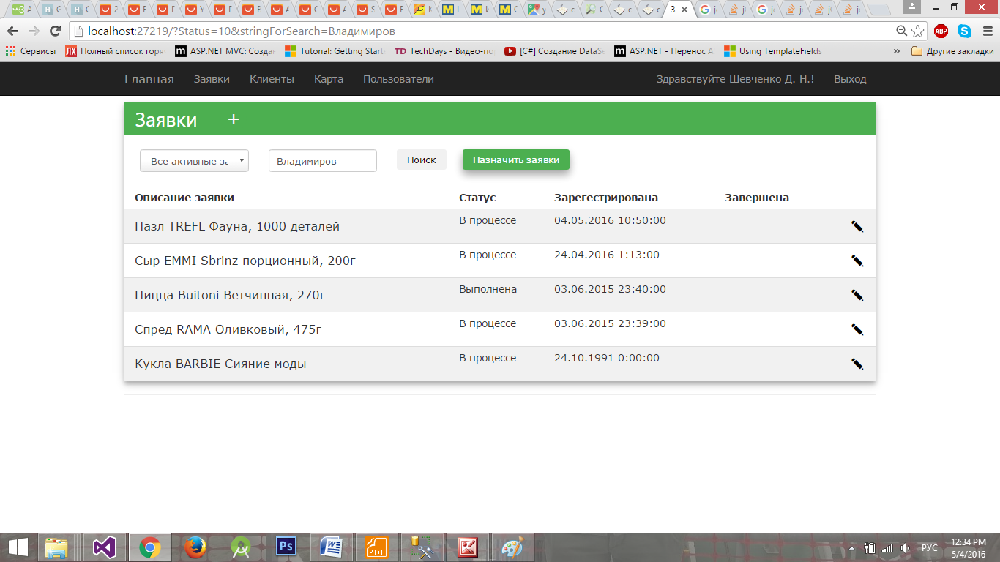 localhost:27219/?Status=10&stringForSearch=Владимиров
Сервисы Полный список горя ASP.NET MVC: Созда Tutorial: Getting Start TechDays - Видео-по [C#] Создание DataSe ASP.NET - Перенос A Using TemplateFields » Другие закладки
Главная Заявки Клиенты Карта Пользователи Здравствуйте Шевченко Д. Н.! Выход
Заявки +
Все активные за Владимиров Поиск Назначить заявки
Описание заявки Статус Зарегестрирована Завершена
Пазл TREFL Фауна, 1000 деталей В процессе 04.05.2016 10:50:00
Сыр EMMI Sbrinz порционный, 200г В процессе 24.04.2016 1:13:00
Пицца Buitoni Ветчинная, 270г Выполнена 03.06.2015 23:40:00
Спред RAMA Оливковый, 475г В процессе 03.06.2015 23:39:00
Кукла BARBIE Сияние моды В процессе 24.10.1991 0:00:00
РУС 12:34 PM
5/4/2016